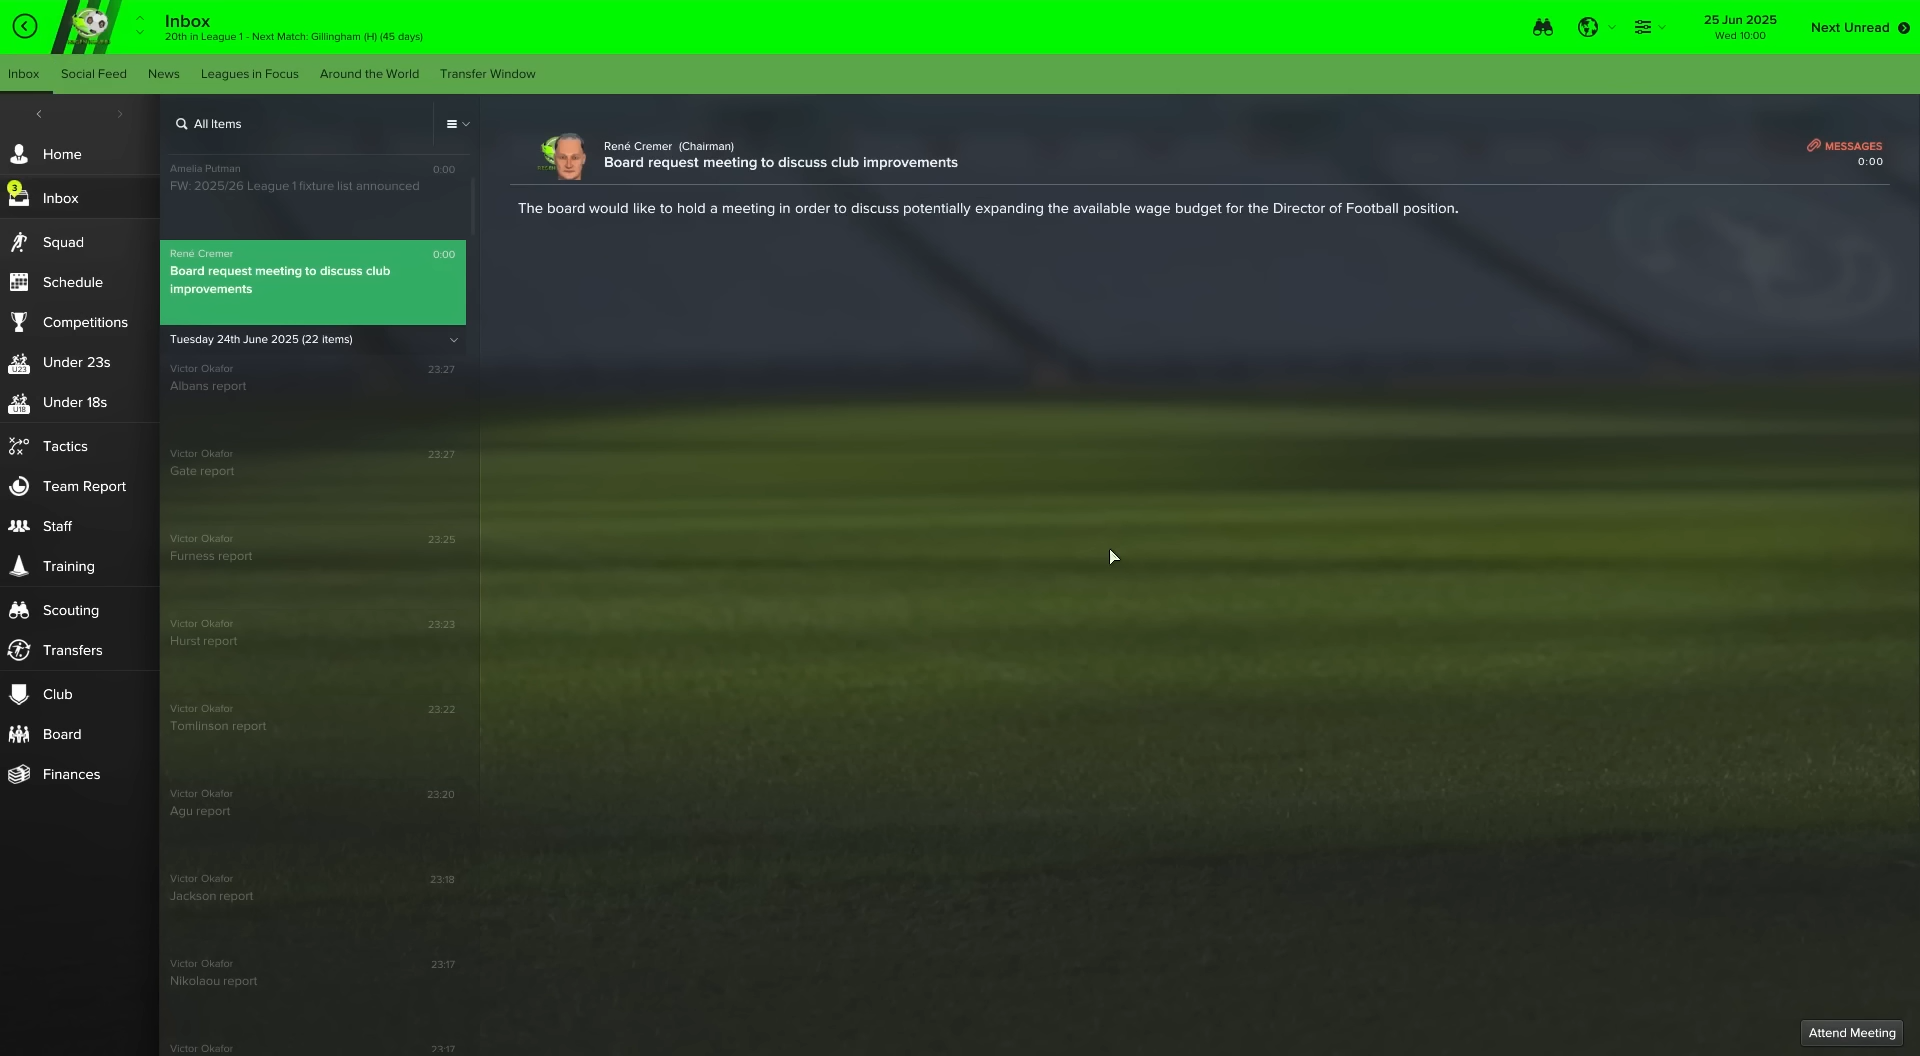 Inbox
20th in League 1 - Next Match: Gillingham (H) (45 days)
25 Jun 2025
Wed 10:00
Next Unread
Inbox
Social Feed
News
Leagues in Focus
Around the World
Transfer Window
Home
3
Inbox
Squad
Schedule
Competitions
U23
Under 23s
U18
Under 18s
Tactics
Team Report
Staff
Training
Scouting
Transfers
Club
Board
Finances
All Items
Amelia Putman 0:00
FW: 2025/26 League 1 fixture list announced
René Cremer 0:00
Board request meeting to discuss club
improvements
Tuesday 24th June 2025 (22 items)
Victor Okafor 23:27
Albans report
Victor Okafor 23:27
Gate report
Victor Okafor 23:25
Furness report
Victor Okafor 23:23
Hurst report
Victor Okafor 23:22
Tomlinson report
Victor Okafor 23:20
Agu report
Victor Okafor 23:18
Jackson report
Victor Okafor 23:17
Nikolaou report
Victor Okafor 23:17
René Cremer (Chairman)
Board request meeting to discuss club improvements
MESSAGES
0:00
The board would like to hold a meeting in order to discuss potentially expanding the available wage budget for the Director of Football position.
Attend Meeting